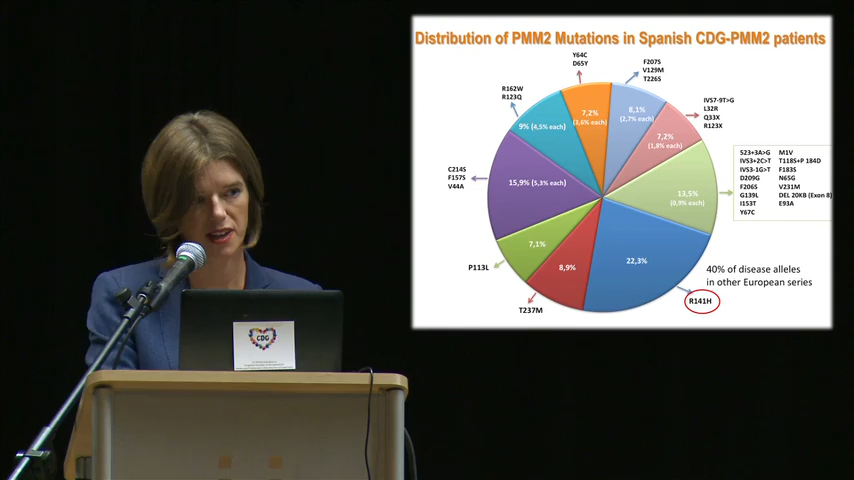 Distribution of PMM2 Mutations in Spanish CDG-PMM2 patients
Y64C
D65Y
F207S
V129M
T226S
R162W
R123Q
IVS7-9T>G
L32R
Q33X
R123X
7,2%
(3,6% each)
8,1%
(2,7% each)
9% (4,5% each)
7,2%
(1,8% each)
C214S
F157S
V44A
15,9% (5,3% each)
13,5%
(0,9% each)
523+3A>G M1V
IVS3+2C>T T118S+P 184D
IVS3-1G>T F183S
D209G N65G
F206S V231M
G139L DEL 20KB (Exon 8)
I153T E93A
Y67C
7,1%
P113L
8,9%
T237M
22,3%
R141H
40% of disease alleles
in other European series
CDG